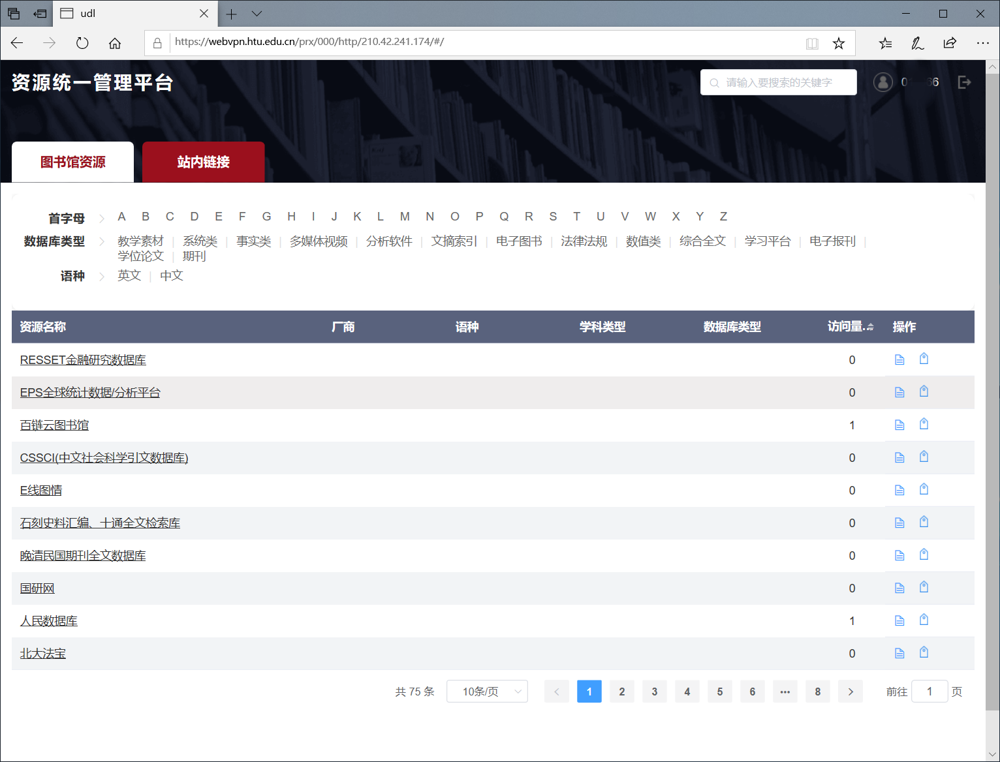 udl
https://webvpn.htu.edu.cn/prx/000/http/210.42.241.174/#/
资源统一管理平台
请输入要搜索的关键字
图书馆资源 站内链接
首字母 A B C D E F G H I J K L M N O P Q R S T U V W X Y Z
数据库类型 教学素材 | 系统类 | 事实类 | 多媒体视频 | 分析软件 | 文摘索引 | 电子图书 | 法律法规 | 数值类 | 综合全文 | 学习平台 | 电子报刊 |
学位论文 | 期刊
语种 英文 | 中文
资源名称 厂商 语种 学科类型 数据库类型 访问量.. 操作
RESSET金融研究数据库 0
EPS全球统计数据/分析平台 0
百链云图书馆 1
CSSCI(中文社会科学引文数据库) 0
E线图情 0
石刻史料汇编、十通全文检索库 0
晚清民国期刊全文数据库 0
国研网 0
人民数据库 1
北大法宝 0
共 75 条 10条/页 < 1 2 3 4 5 6 ••• 8 > 前往 1 页